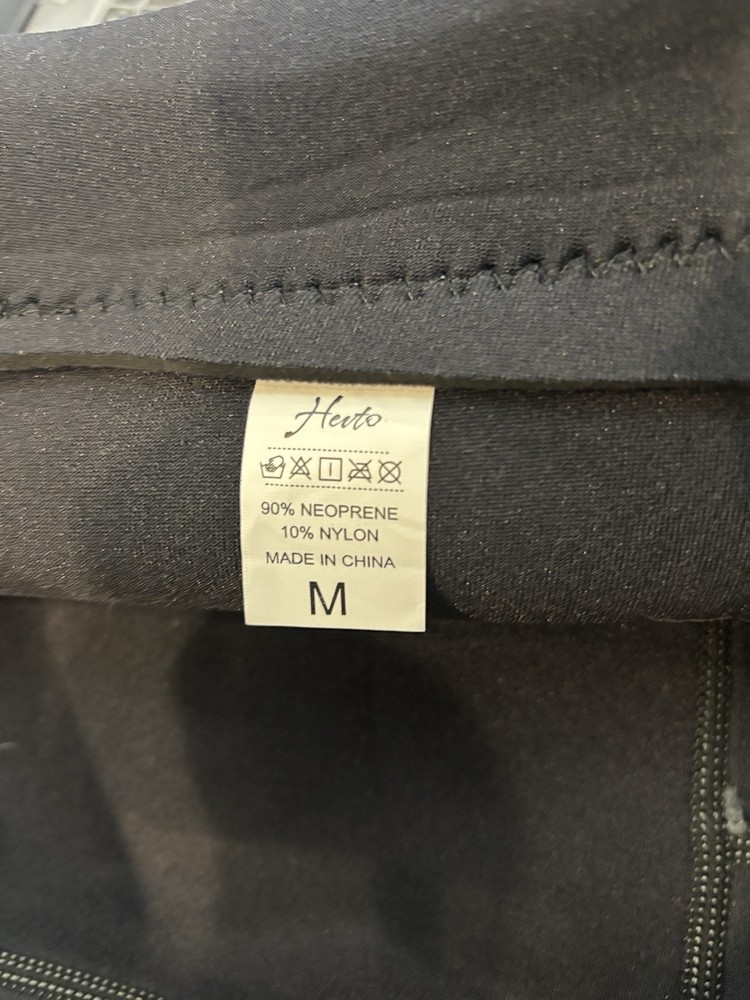 Hevto
90% NEOPRENE
10% NYLON
MADE IN CHINA
M